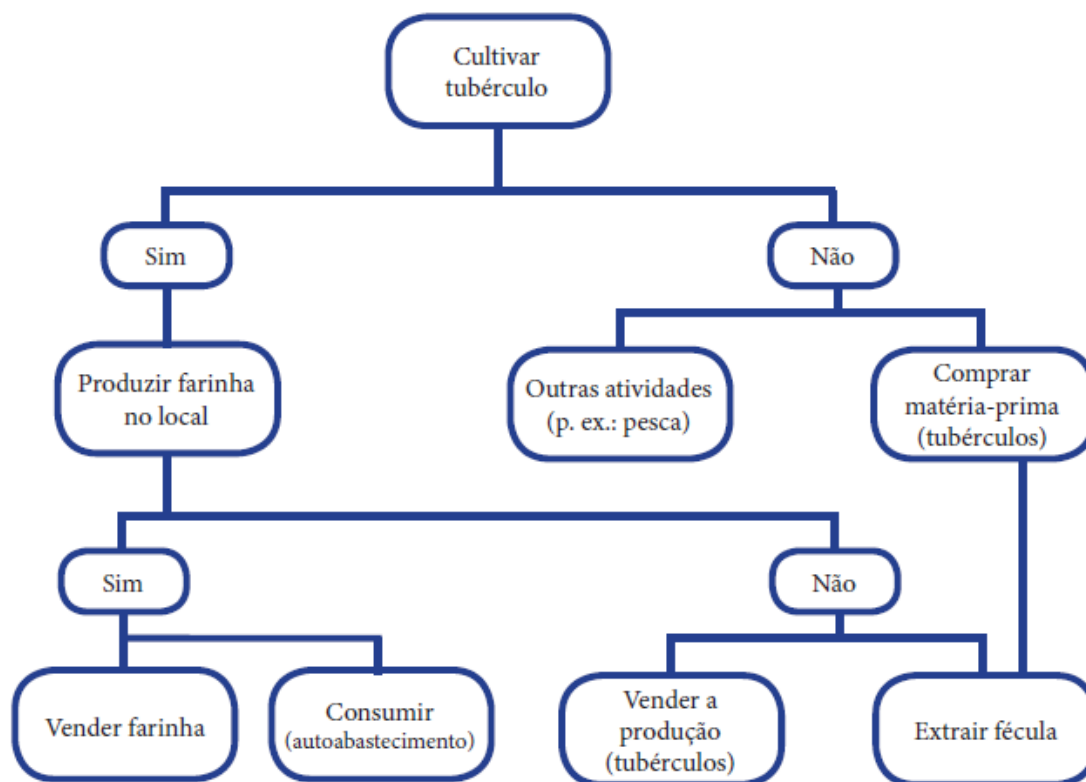 Cultivar
tubérculo
Sim
Não
Produzir farinha
no local
Outras atividades
(p. ex.: pesca)
Comprar
matéria-prima
(tubérculos)
Sim
Não
Vender farinha
Consumir
(autoabastecimento)
Vender a
produção
(tubérculos)
Extrair fécula